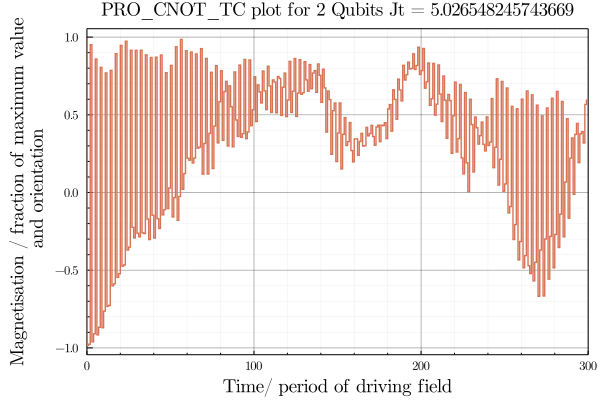 PRO_CNOT_TC plot for 2 Qubits Jt = 5.026548245743669
Magnetisation / fraction of maximum value
and orientation
1.0
0.5
0.0
−0.5
−1.0
0
100
200
300
Time/ period of driving field